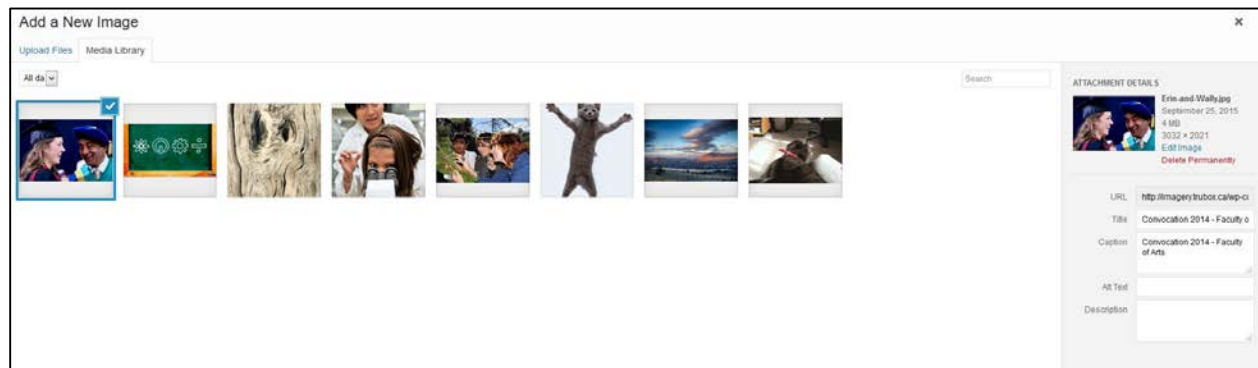 Add a New Image
Upload Files
Media Library
All da
Search
ATTACHMENT DETAILS
Erin-and-Wally.jpg
September 25, 2015
4 MB
3032 × 2021
Edit Image
Delete Permanently
URL
http://imagery.trubox.ca/wp-c
Title
Convocation 2014 - Faculty o
Caption
Convocation 2014 - Faculty
of Arts
Alt Text
Description